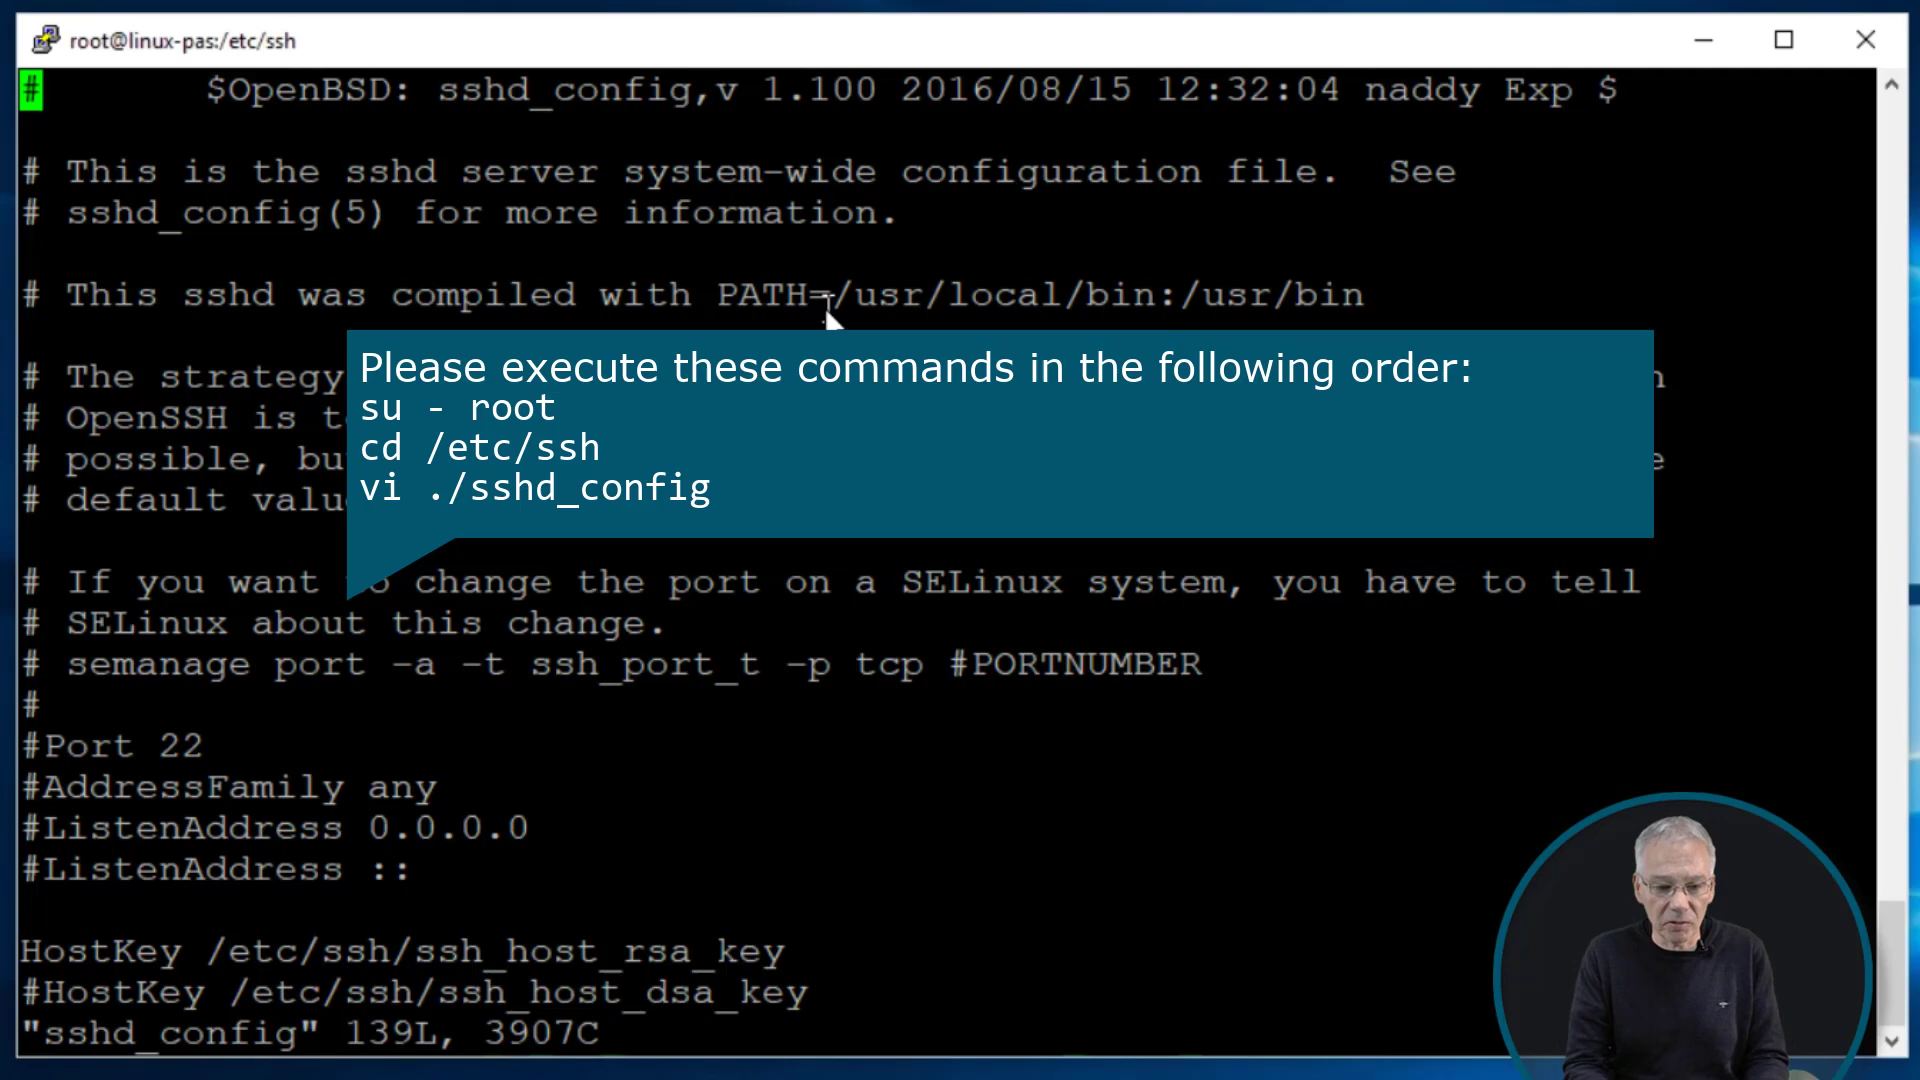 root@linux-pas:/etc/ssh
# $OpenBSD: sshd_config,v 1.100 2016/08/15 12:32:04 naddy Exp $
# This is the sshd server system-wide configuration file. See
# sshd_config(5) for more information.
# This sshd was compiled with PATH=/usr/local/bin:/usr/bin
Please execute these commands in the following order:
su - root
cd /etc/ssh
vi ./sshd_config
# The strategy
# OpenSSH is
# possible,
# default
# If you want to change the port on a SELinux system, you have to tell
# SELinux about this change.
# semanage port -a -t ssh_port_t -p tcp #PORTNUMBER
#
#Port 22
#AddressFamily any
#ListenAddress 0.0.0.0
#ListenAddress ::
HostKey /etc/ssh/ssh_host_rsa_key
#HostKey /etc/ssh/ssh_host_dsa_key
"sshd_config" 139L, 3907C